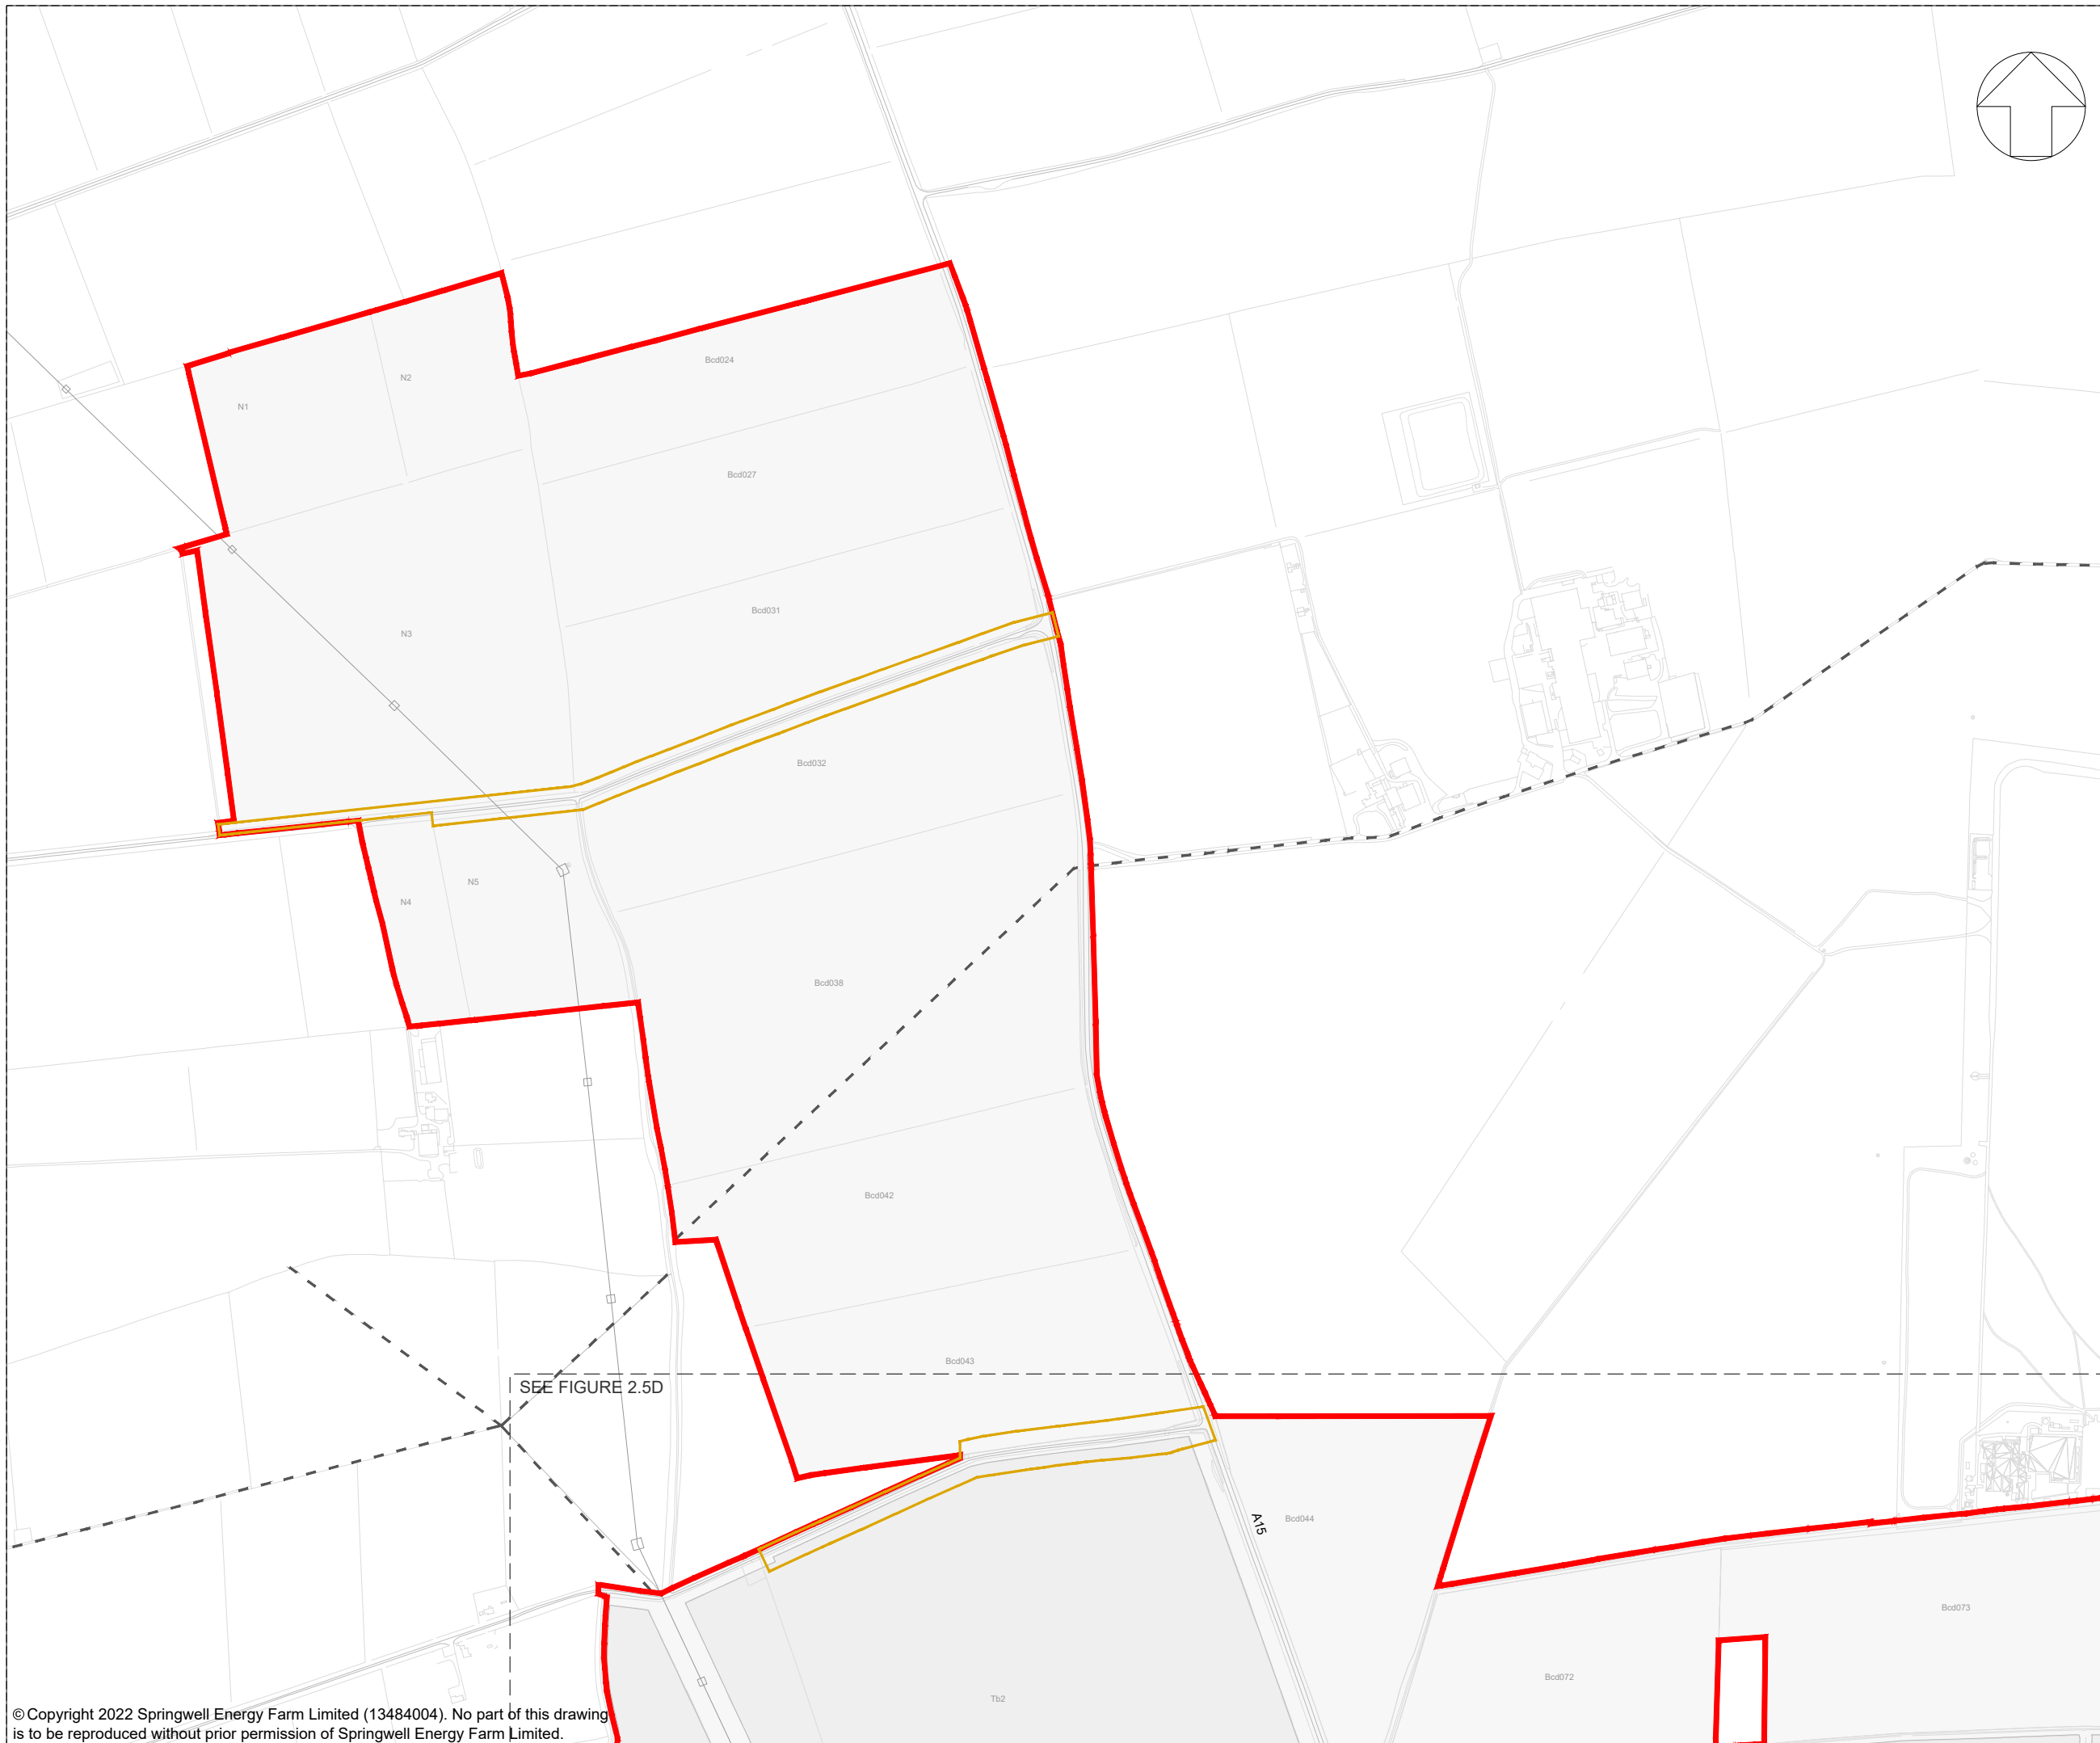 Bcd024
N2
N1
Bcd027
Bcd031
N3
Bcd032
N5
N4
Bcd038
Bcd042
Bcd043
SEE FIGURE 2.5D
A15
Bcd044
Bcd073
Bcd072
Tb2
© Copyright 2022 Springwell Energy Farm Limited (13484004). No part of this drawing
is to be reproduced without prior permission of Springwell Energy Farm Limited.